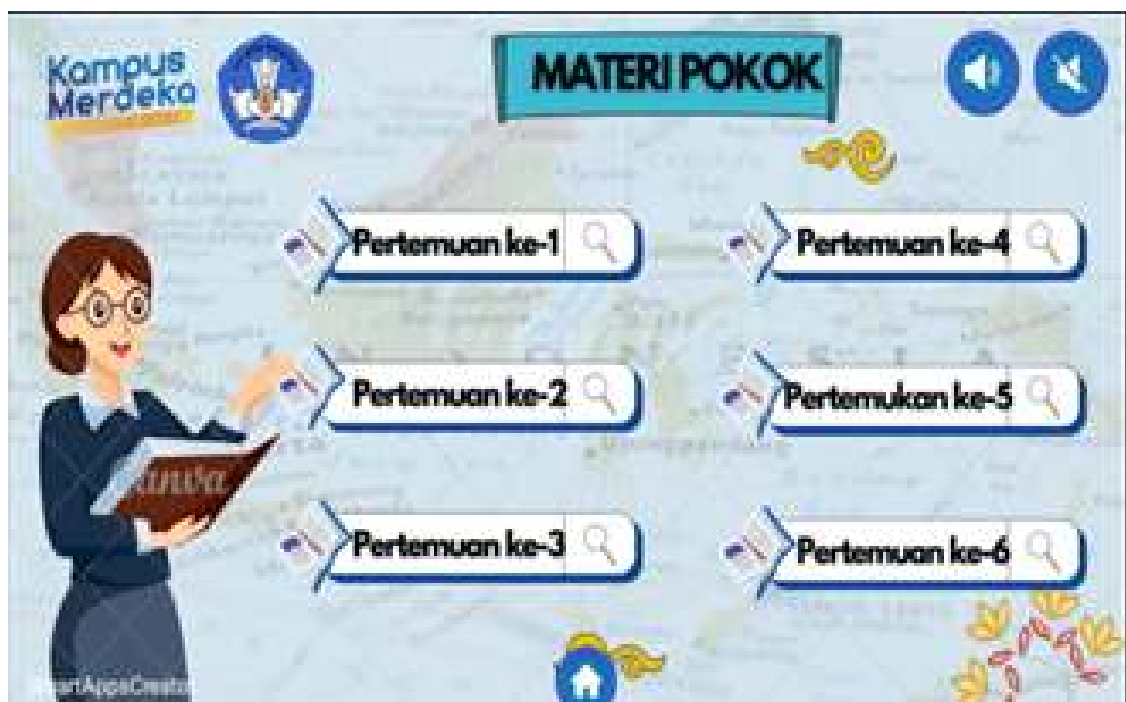 Kampus
Merdeka
MATERI POKOK
Pertemuan ke-1
Pertemuan ke-4
Pertemuan ke-2
Pertemukan ke-5
Pertemuan ke-3
Pertemuan ke-6
I N D O N E S I A